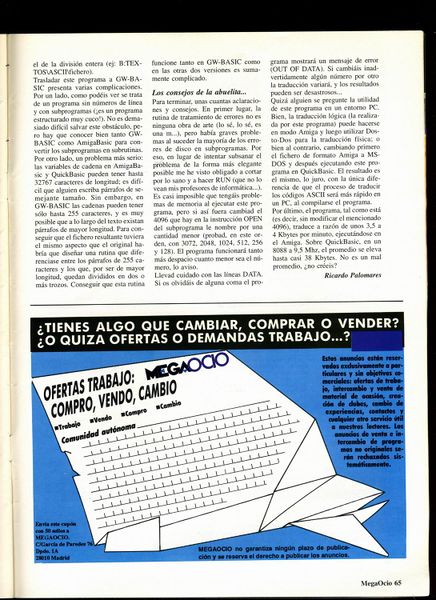 el de la división entera (ej: B:TEX-
TOS\ASCII\fichero).
Trasladar este programa a GW-BA-
SIC presenta varias complicaciones.
Por un lado, como podéis ver se trata
de un programa sin números de línea
y con subprogramas (¡es un programa
estructurado muy coco!). No es dema-
siado difícil salvar este obstáculo, pe-
ro hay que conocer bien tanto GW-
BASIC como AmigaBasic para con-
vertir los subprogramas en subrutinas.
Por otro lado, un problema más serio:
las variables de cadena en AmigaBa-
sic y QuickBasic pueden tener hasta
32767 caracteres de longitud; es difí-
cil que alguien escriba párrafos de se-
mejante tamaño. Sin embargo, en
GW-BASIC las cadenas pueden tener
sólo hasta 255 caracteres, y es muy
posible que a lo largo del texto existan
párrafos de mayor longitud. Para con-
seguir que el fichero resultante tuviera
el mismo aspecto que el original ha-
bría que diseñar una rutina que dife-
renciase entre los párrafos de 255 ca-
racteres y los que, por ser de mayor
longitud, quedan divididos en dos o
más trozos. Conseguir que esta rutina
funcione tanto en GW-BASIC como
en las otras dos versiones es suma-
mente complicado.
Los consejos de la abuelita...
Para terminar, unas cuantas aclaracio-
nes y consejos. En primer lugar, la
rutina de tratamiento de errores no es
ninguna obra de arte (lo sé, lo sé, es
una m...), pero había graves proble-
mas al suceder la mayoría de los erro-
res de disco en subprogramas. Por
eso, en lugar de intentar subsanar el
problema de la forma más elegante
posible me he visto obligado a cortar
por lo sano y a hacer RUN (que no lo
vean mis profesores de informática...).
Es casi imposible que tengáis proble-
mas de memoria al ejecutar este pro-
grama, pero si así fuera cambiad el
4096 que hay en la instrucción OPEN
del subprograma le nombre por una
cantidad menor (probad, en este or-
den, con 3072, 2048, 1024, 512, 256
y 128). El programa funcionará tanto
más despacio cuanto menor sea el nú-
mero, lo aviso.
Llevad cuidado con las líneas DATA.
Si os olvidáis de alguna coma el pro-
grama mostrará un mensaje de error
(OUT OF DATA). Si cambiáis inad-
vertidamente algún número por otro
la traducción variará, y los resultados
pueden ser desastrosos...
Quizá alguien se pregunte la utilidad
de este programa en un entorno PC.
Bien, la traducción lógica (la realiza-
da por este programa) puede hacerse
en modo Amiga y luego utilizar Dos-
to-Dos para la traducción física; o
bien al contrario, cambiando primero
el fichero de formato Amiga a MS-
DOS y después ejecutando este pro-
grama en QuickBasic. El resultado es
el mismo, lo juro, con la única dife-
rencia de que el proceso de traducir
los códigos ASCII será más rápido en
un PC, al compilarse el programa.
Por último, el programa, tal como está
(es decir, sin modificar el mencionado
4096), traduce a razón de unos 3,5 a
4 Kbytes por minuto, ejecutándose en
el Amiga. Sobre QuickBasic, en un
8088 a 9,5 Mhz, el promedio se eleva
hasta casi 38 Kbytes. No es un mal
promedio, ¿no creéis?
Ricardo Palomares
¿TIENES ALGO QUE CAMBIAR, COMPRAR O VENDER?
¿O QUIZA OFERTAS O DEMANDAS TRABAJO...?
MEGAOCIO
OFERTAS TRABAJO:
COMPRO, VENDO, CAMBIO
Trabajo Vendo Compro Cambio
Comunidad autónoma
Estos anuncios están reser-
vados exclusivamente a par-
ticulares y sin objetivos co-
merciales: ofertas de traba-
jo, intercambio y venta de
material de ocasión, crea-
ción de clubes, cambio de
experiencias, contactos y
cualquier otro servicio útil
a nuestros lectores. Los
anuncios de venta e in-
tercambio de progra-
mas no originales se-
rán rechazados sis-
temáticamente.
Envía este cupón
con 50 sellos a
MEGAOCIO.
C/García de Paredes 76
Dpdo. 1A
28010 Madrid
MEGAOCIO no garantiza ningún plazo de publica-
ción y se reserva el derecho a publicar los anuncios.
MegaOcio 65